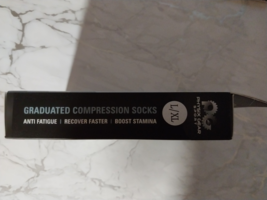 GRADUATED COMPRESSION SOCKS
ANTI FATIGUE | RECOVER FASTER | BOOST STAMINA
L/XL